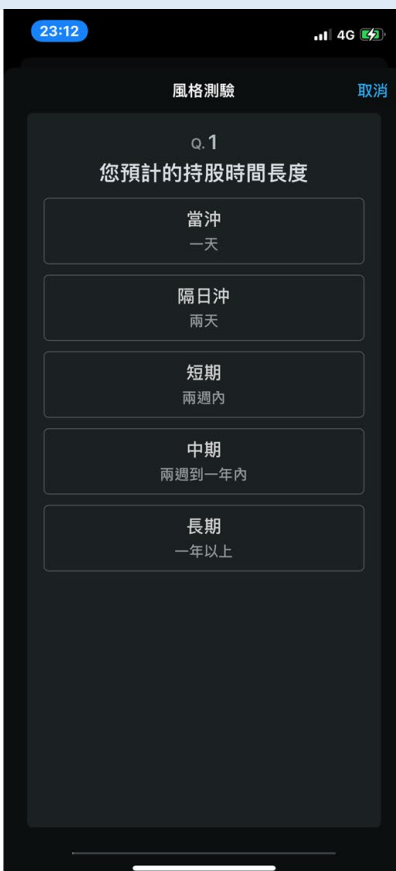 23:12
4G
風格測驗
取消
Q.1
您預計的持股時間長度
當沖
一天
隔日沖
兩天
短期
兩週內
中期
兩週到一年內
長期
一年以上